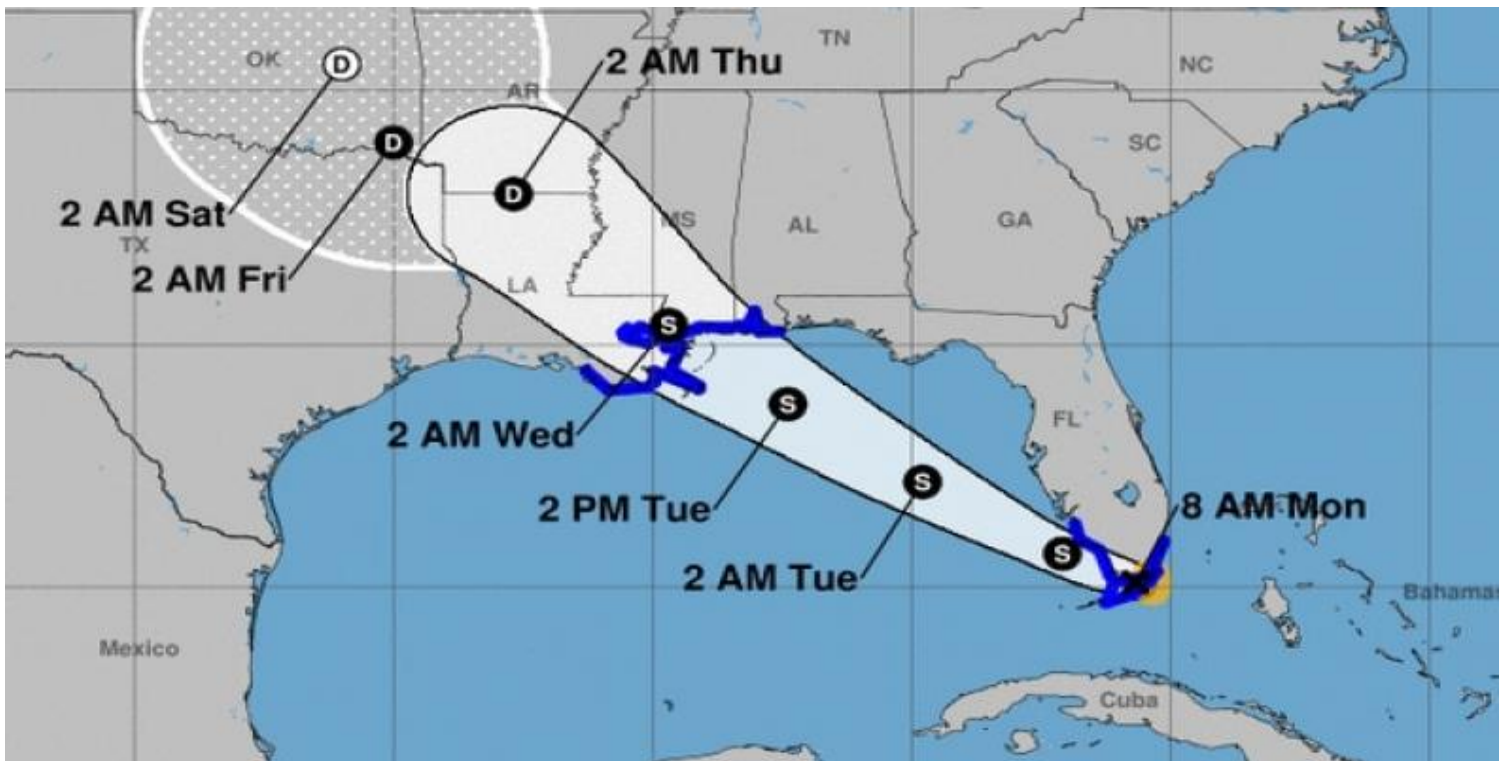 TN
OK
D
2 AM Thu
NC
AR
D
SC
D
2 AM Sat
MS
AL
GA
TX
2 AM Fri
LA
S
S
FL
2 AM Wed
S
2 PM Tue
8 AM Mon
S
2 AM Tue
Bahamas
Mexico
Cuba